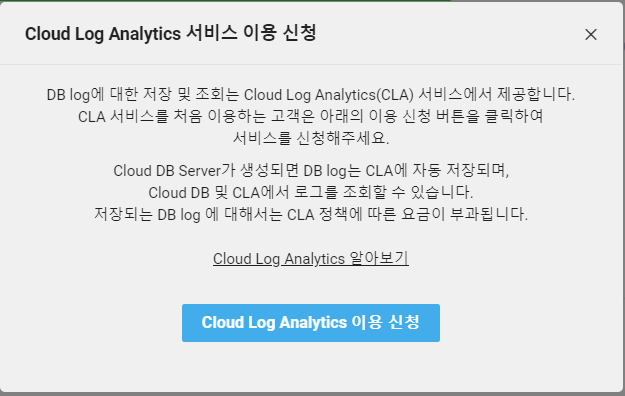 Cloud Log Analytics 서비스 이용 신청
DB log에 대한 저장 및 조회는 Cloud Log Analytics(CLA) 서비스에서 제공합니다.
CLA 서비스를 처음 이용하는 고객은 아래의 이용 신청 버튼을 클릭하여
서비스를 신청해주세요.
Cloud DB Server가 생성되면 DB log는 CLA에 자동 저장되며,
Cloud DB 및 CLA에서 로그를 조회할 수 있습니다.
저장되는 DB log 에 대해서는 CLA 정책에 따른 요금이 부과됩니다.
Cloud Log Analytics 알아보기
Cloud Log Analytics 이용 신청